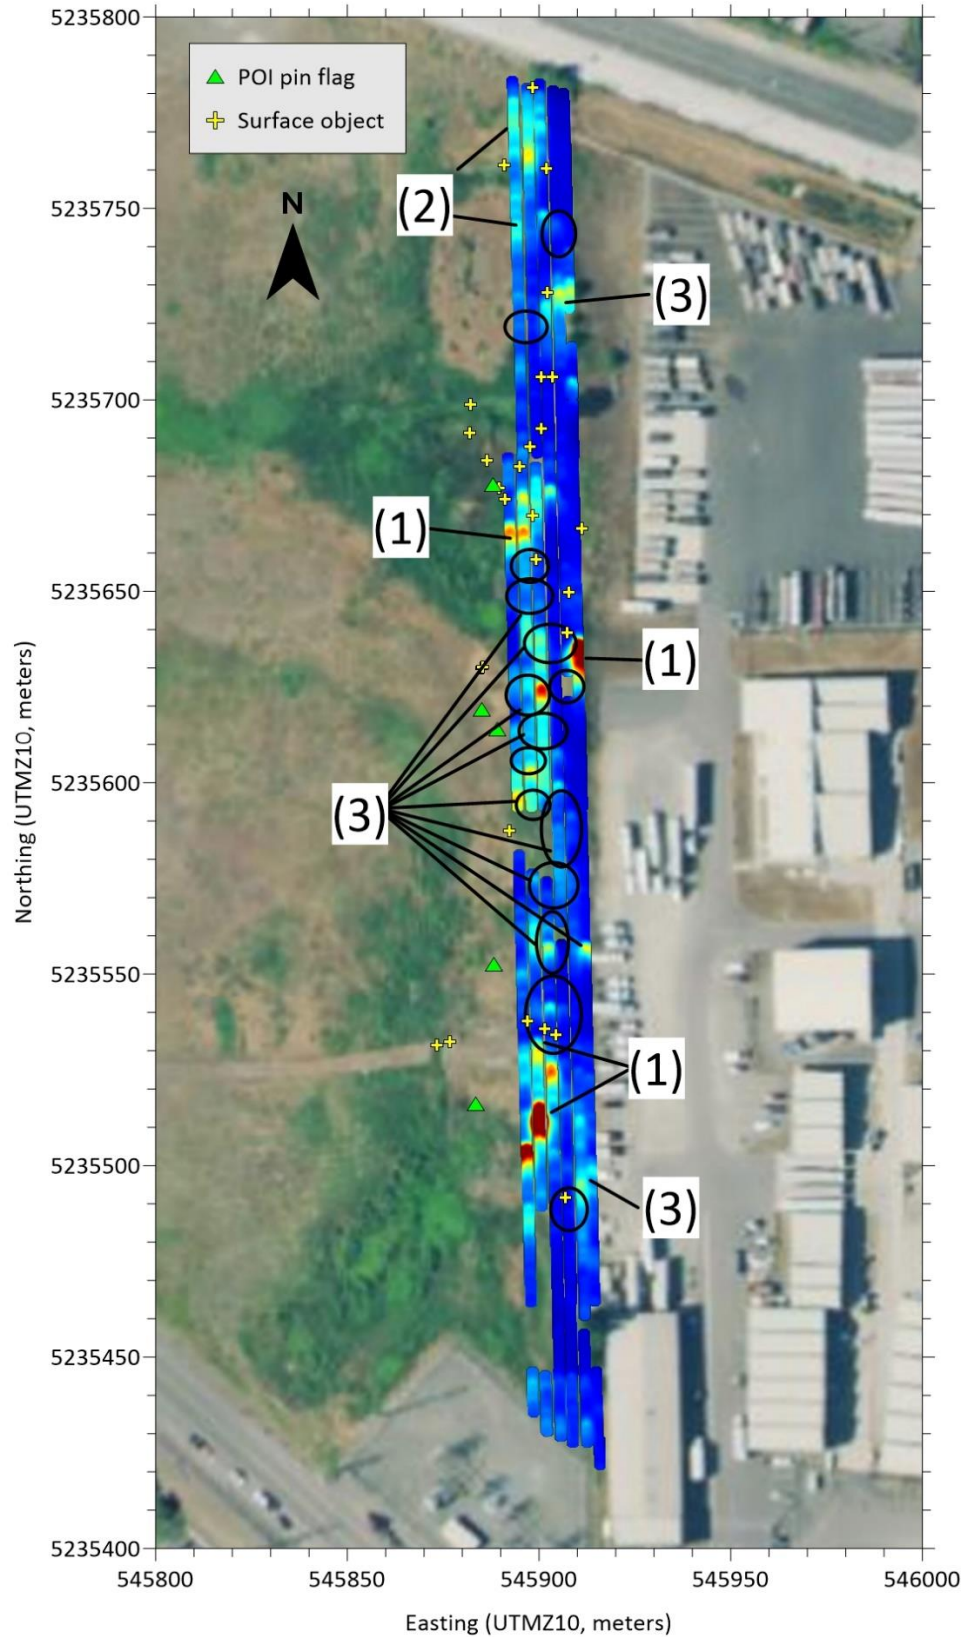 5235800
POI pin flag
Surface object
(2)
N
5235750
(3)
5235700
(1)
5235650
(1)
Northing (UTMZ10, meters)
5235600
(3)
5235550
(1)
5235500
(3)
5235450
5235400
545800 545850 545900 545950 546000
Easting (UTMZ10, meters)